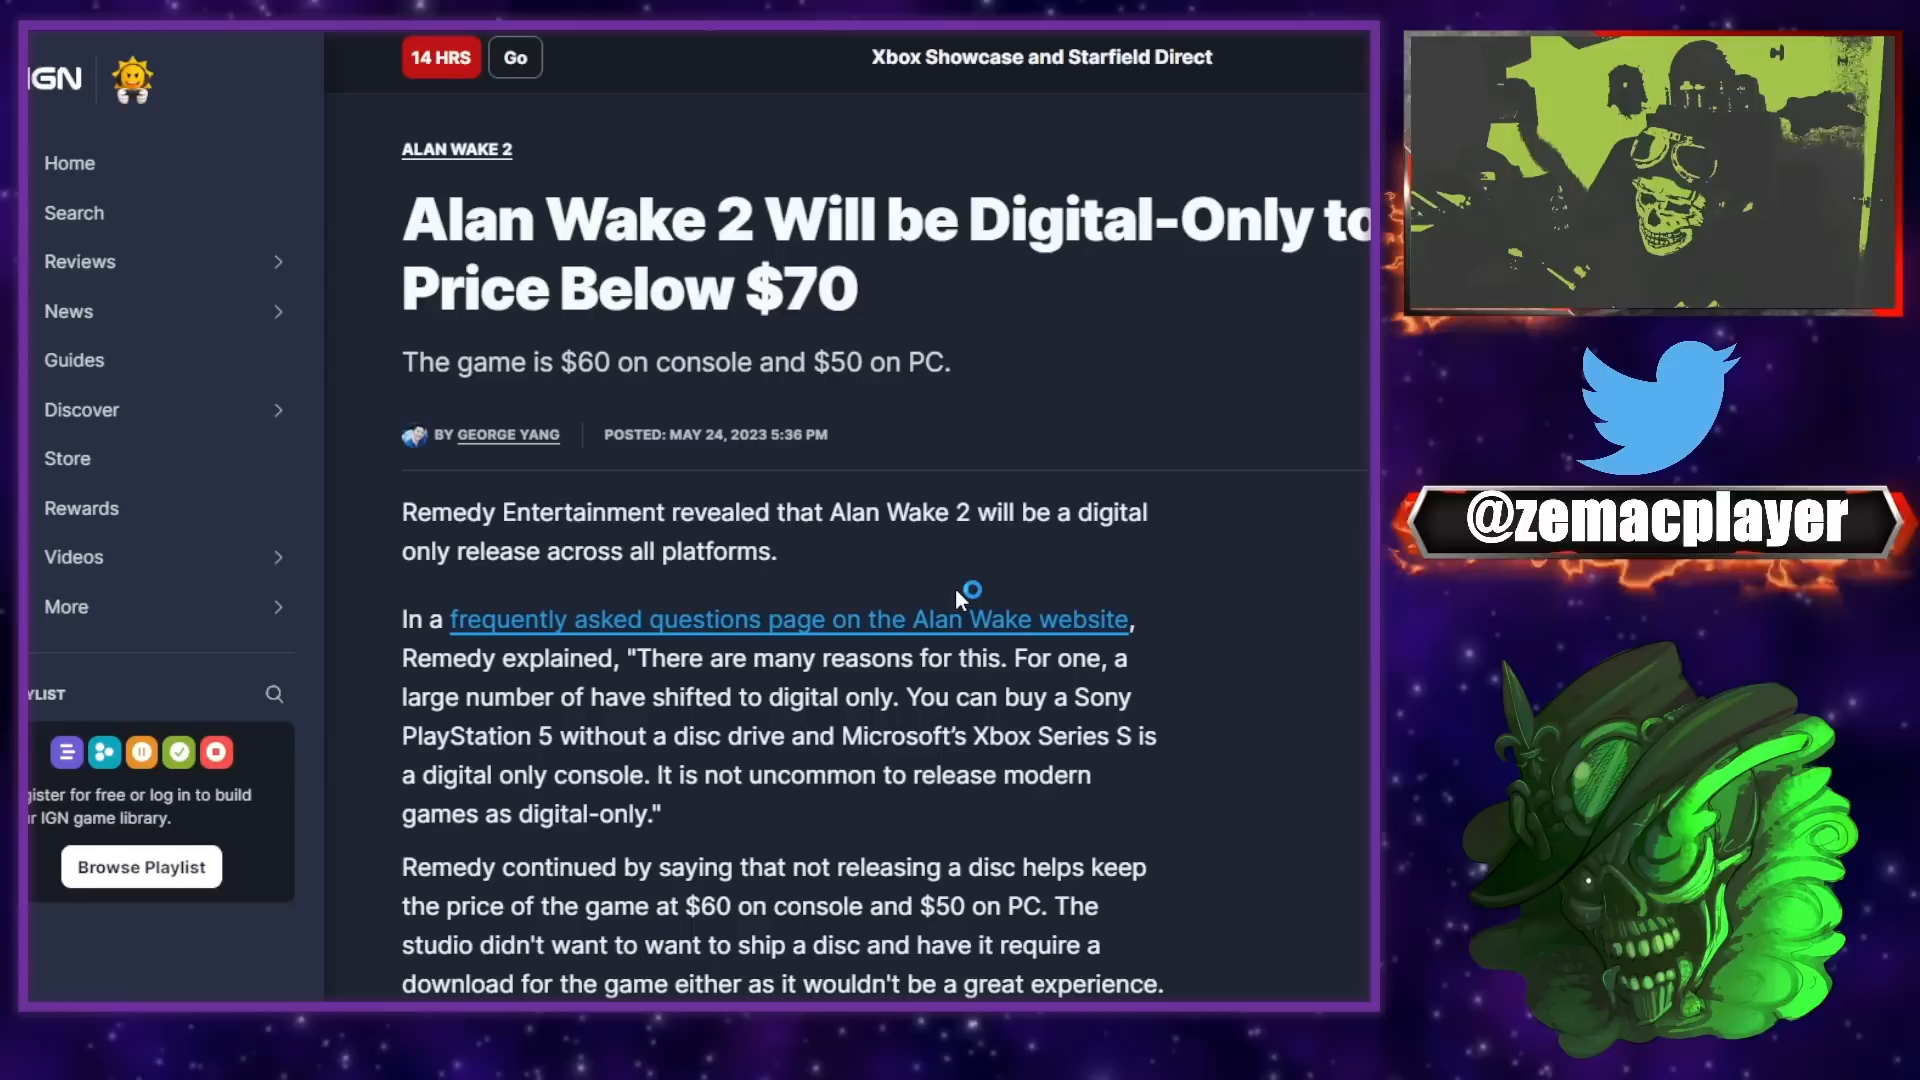 14 HRS
Go
Xbox Showcase and Starfield Direct
IGN
Home
Search
Reviews
News
Guides
Discover
Store
Rewards
Videos
More
YLIST
gister for free or log in to build
r IGN game library.
Browse Playlist
ALAN WAKE 2
Alan Wake 2 Will be Digital-Only to
Price Below $70
The game is $60 on console and $50 on PC.
BY GEORGE YANG
POSTED: MAY 24, 2023 5:36 PM
Remedy Entertainment revealed that Alan Wake 2 will be a digital
only release across all platforms.
In a frequently asked questions page on the Alan Wake website,
Remedy explained, "There are many reasons for this. For one, a
large number of have shifted to digital only. You can buy a Sony
PlayStation 5 without a disc drive and Microsoft's Xbox Series S is
a digital only console. It is not uncommon to release modern
games as digital-only."
Remedy continued by saying that not releasing a disc helps keep
the price of the game at $60 on console and $50 on PC. The
studio didn't want to want to ship a disc and have it require a
download for the game either as it wouldn't be a great experience.
@zemacplayer